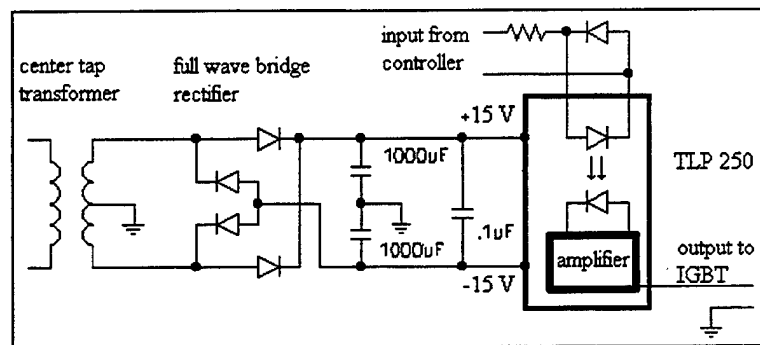 input from
controller
center tap
transformer
full wave bridge
rectifier
+15 V
1000uF
TLP 250
.1uF
1000uF
amplifier
output to
IGBT
-15 V